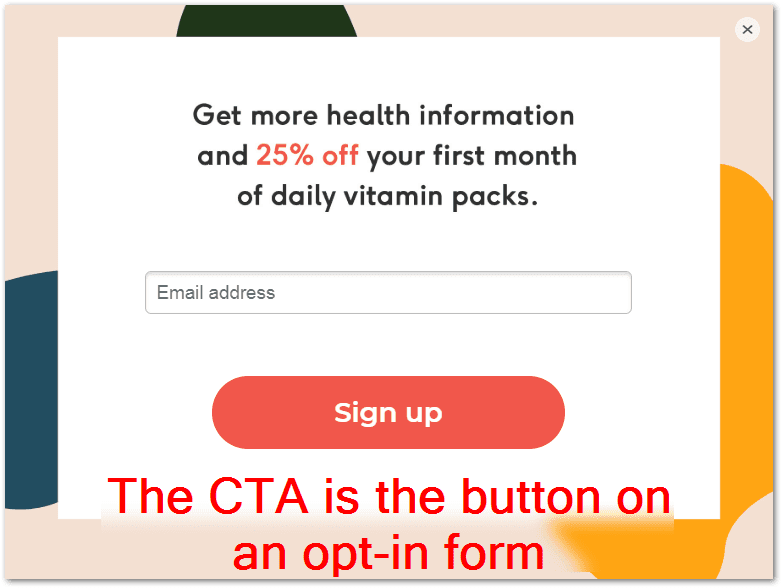 Get more health information
and 25% off your first month
of daily vitamin packs.
Email address
Sign up
The CTA is the button on
an opt-in form